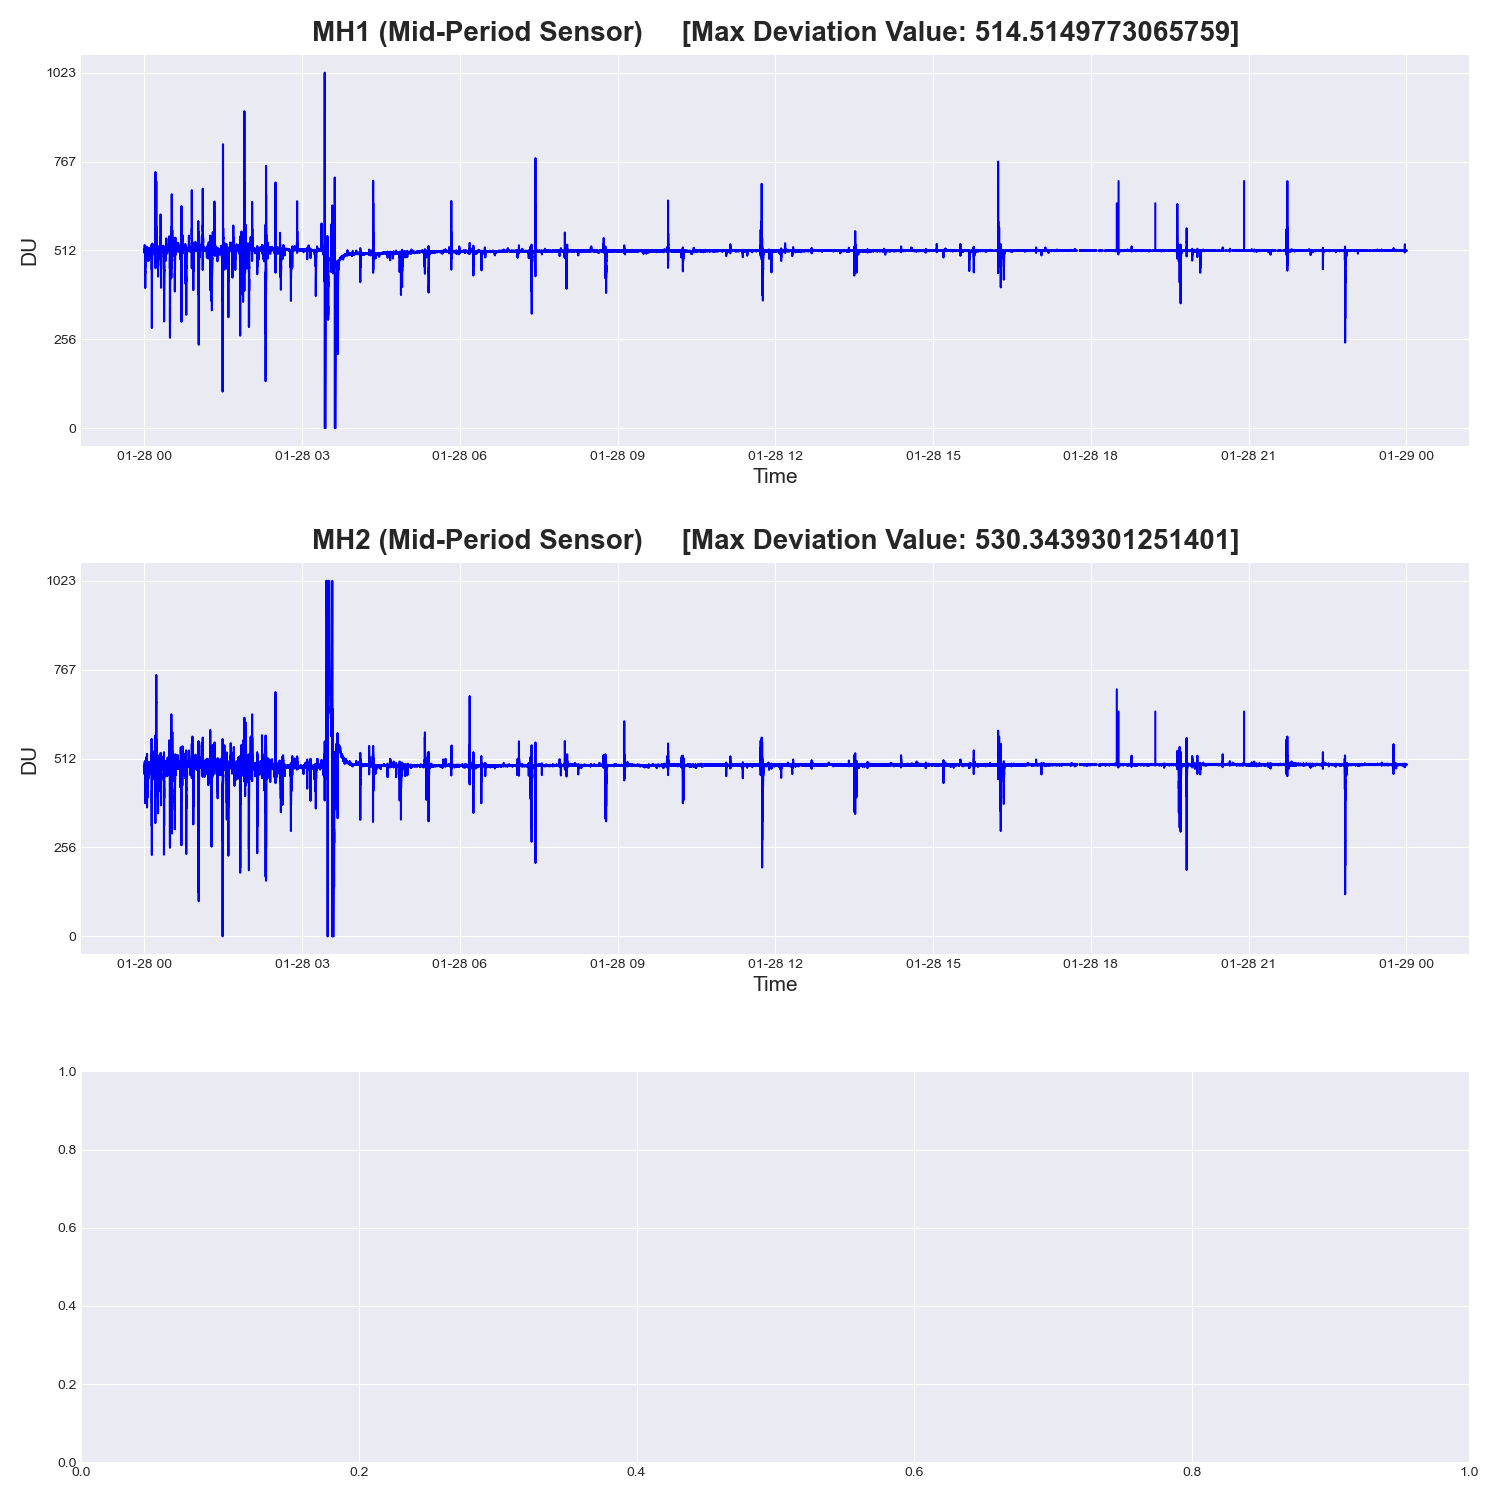 MH1 (Mid-Period Sensor) [Max Deviation Value: 514.5149773065759]
1023
767
512
256
0
DU
01-28 00 01-28 03 01-28 06 01-28 09 01-28 12 01-28 15 01-28 18 01-28 21 01-29 00
Time
MH2 (Mid-Period Sensor) [Max Deviation Value: 530.3439301251401]
1023
767
512
256
0
DU
01-28 00 01-28 03 01-28 06 01-28 09 01-28 12 01-28 15 01-28 18 01-28 21 01-29 00
Time
1.0
0.8
0.6
0.4
0.2
0.0
0.0 0.2 0.4 0.6 0.8 1.0